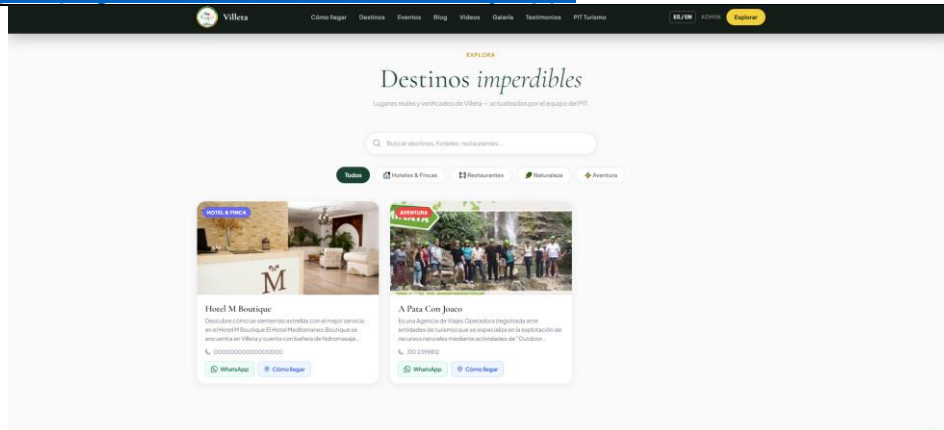 Villeta
Cómo llegar Destinos Eventos Blog Videos Galería Testimonios PIT Turismo
ES/EN ADMIN Explorar
EXPLORA
Destinos imperdibles
Lugares reales y verificados de Villeta — actualizados por el equipo del PIT.
Buscar destinos, hoteles, restaurantes...
Todos Hoteles & Fincas Restaurantes Naturaleza Aventura
HOTEL & FINCA
M
Hotel M Boutique
Descubre cómo se sienten las estrellas con el mejor servicio
en el Hotel M Boutique El Hotel Mediterraneo Boutique se
encuentra en Villeta y cuenta con bañera de hidromasaje...
WhatsApp Cómo llegar
AVENTURA
A Pata Con Joaco
Es una Agencia de Viajes Operadora (registrada ante
entidades de turismo) que se especializa en la explotación de
recursos naturales mediante actividades de "Outdoor...
310 2399812
WhatsApp Cómo llegar